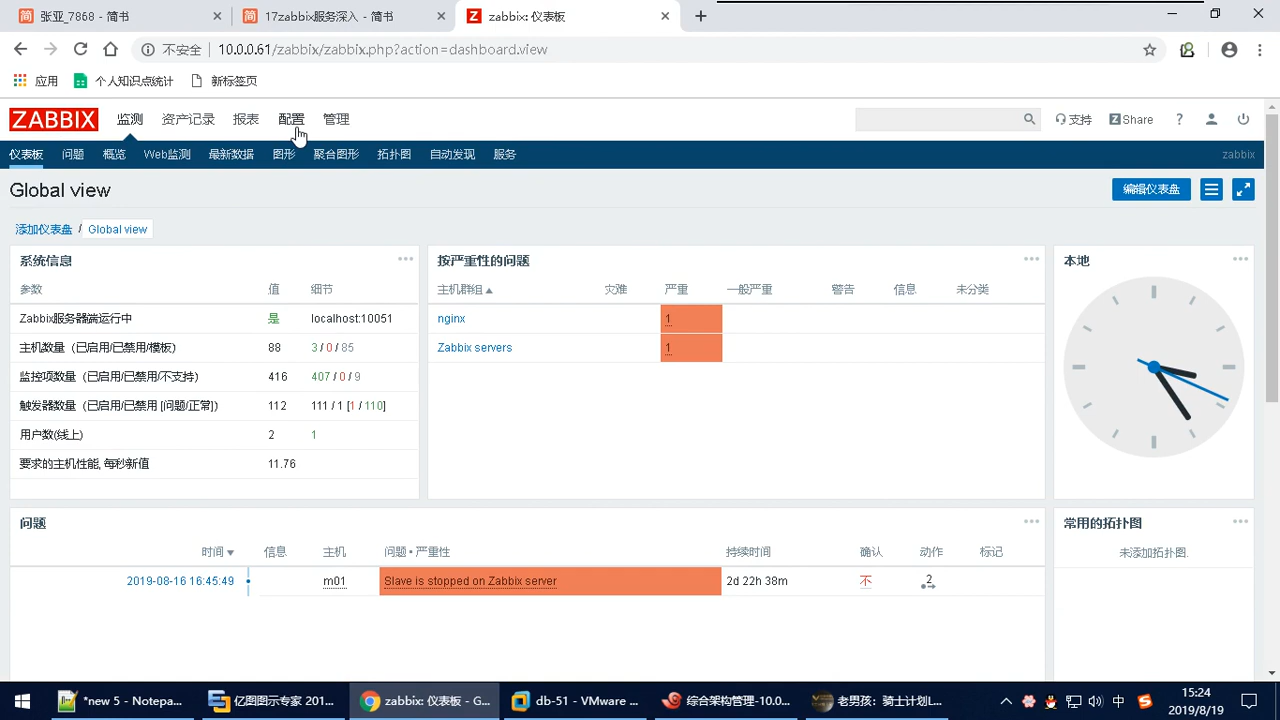 张亚_7868 - 简书
17zabbix服务深入 - 简书
zabbix: 仪表板
不安全
10.0.0.61/zabbix/zabbix.php?action=dashboard.view
应用
个人知识点统计
新标签页
ZABBIX 监测 资产记录 报表 配置 管理
支持 Z Share ?
仪表板 问题 概览 Web监测 最新数据 图形 聚合图形 拓扑图 自动发现 服务 zabbix
Global view
编辑仪表盘
添加仪表盘 / Global view
系统信息
参数 值 细节
Zabbix服务器端运行中 是 localhost:10051
主机数量 (已启用/已禁用/模板) 88 3 / 0 / 85
监控项数量 (已启用/已禁用/不支持) 416 407 / 0 / 9
触发器数量 (已启用/已禁用 [问题/正常]) 112 111 / 1 [1 / 110]
用户数(线上) 2 1
要求的主机性能, 每秒新值 11.76
按严重性的问题
主机群组 灾难 严重 一般严重 警告 信息 未分类
nginx 1
Zabbix servers 1
本地
问题
时间 信息 主机 问题 • 严重性 持续时间 确认 动作 标记
2019-08-16 16:45:49 m01 Slave is stopped on Zabbix server 2d 22h 38m 不 2
常用的拓扑图
未添加拓扑图.
*new 5 - Notepa...
亿图图示专家 201...
zabbix: 仪表板 - G...
db-51 - VMware ...
综合架构管理-10.0...
老男孩：骑士计划L...
中
15:24
2019/8/19